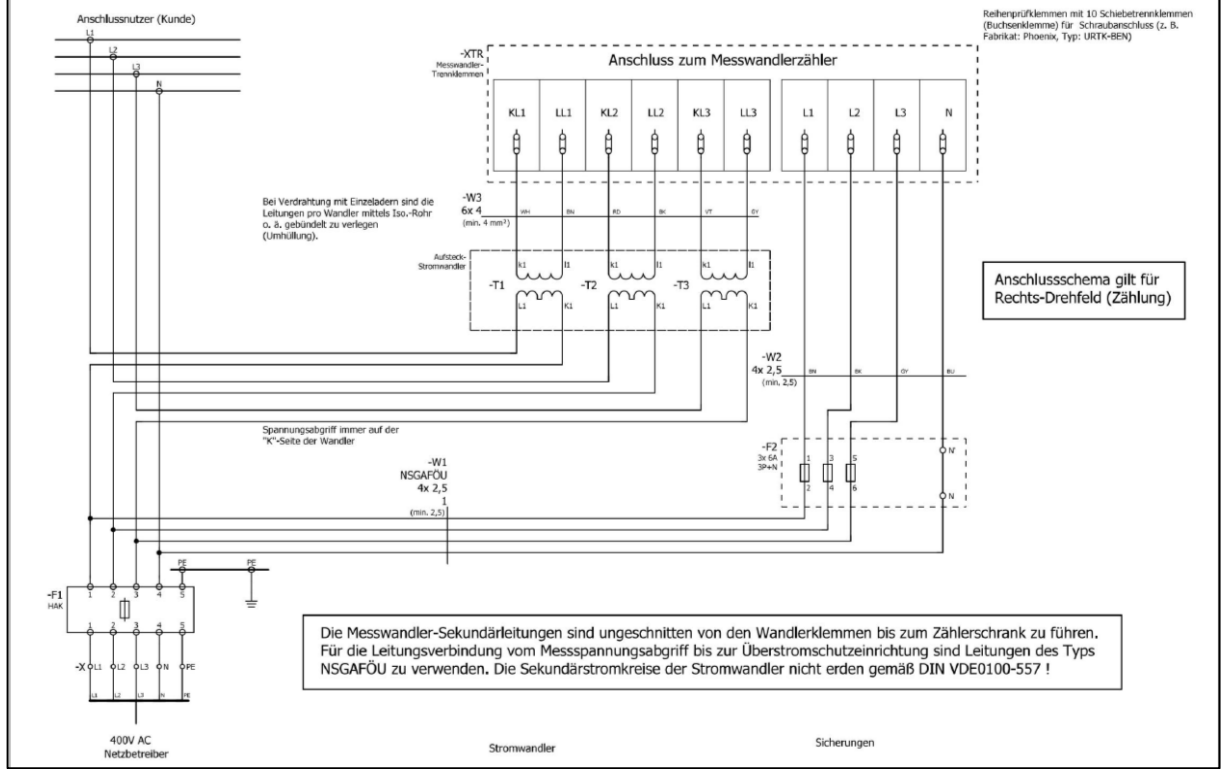 Anschlussnutzer (Kunde)
L1
L2
L3
N
Reihenprüfklemmen mit 10 Schiebetrennklemmen
(Buchsenklemme) für Schraubanschluss (z. B.
Fabrikat: Phoenix, Typ: URTK-BEN)
-XTR
Messwandler-
Trennklemmen
Anschluss zum Messwandlerzähler
KL1 LL1 KL2 LL2 KL3 LL3 L1 L2 L3 N
Bei Verdrahtung mit Einzeladern sind die
Leitungen pro Wandler mittels Iso.-Rohr
o. ä. gebündelt zu verlegen
(Umhüllung).
-W3
6x 4
(min. 4 mm²)
WH BN RD BK VT GY
Aufsteck-
Stromwandler
k1 l1 k1 l1 k1 l1
-T1 -T2 -T3
L1 K1 L1 K1 L1 K1
Anschlussschema gilt für
Rechts-Drehfeld (Zählung)
-W2
4x 2,5
(min. 2,5)
BN BK GY BU
Spannungsabgriff immer auf der
"K"-Seite der Wandler
-F2
3x 6A
3P+N
1 3 5 N'
2 4 6 N
-W1
NSGAFÖU
4x 2,5
1
(min. 2,5)
PE PE
-F1
HAK
1 2 3 4 5
1 2 3 4 5
-X L1 L2 L3 N PE
L1 L2 L3 N PE
400V AC
Netzbetreiber
Die Messwandler-Sekundärleitungen sind ungeschnitten von den Wandlerklemmen bis zum Zählerschrank zu führen.
Für die Leitungsverbindung vom Messspannungsabgriff bis zur Überstromschutzeinrichtung sind Leitungen des Typs
NSGAFÖU zu verwenden. Die Sekundärstromkreise der Stromwandler nicht erden gemäß DIN VDE0100-557 !
Stromwandler
Sicherungen